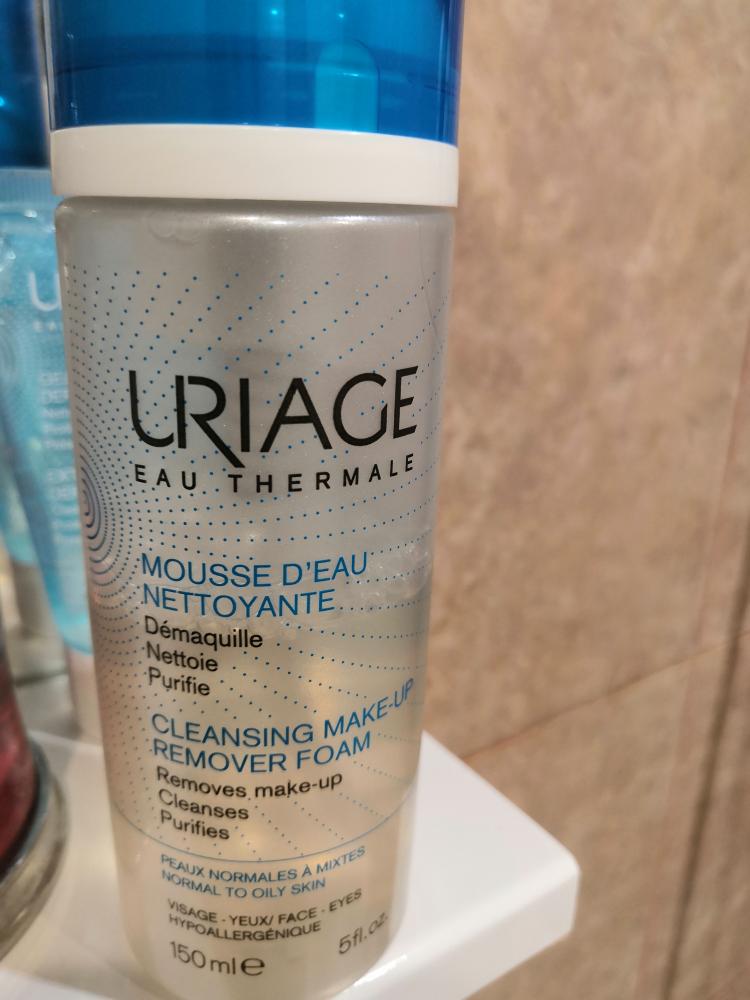 URIAGE
EAU THERMALE
MOUSSE D'EAU
NETTOYANTE
Démaquille
Nettoie
Purifie
CLEANSING MAKE-UP
REMOVER FOAM
Removes make-up
Cleanses
Purifies
PEAUX NORMALES À MIXTES
NORMAL TO OILY SKIN
VISAGE - YEUX/ FACE - EYES
HYPOALLERGÉNIQUE
150 ml e 5fl.oz.